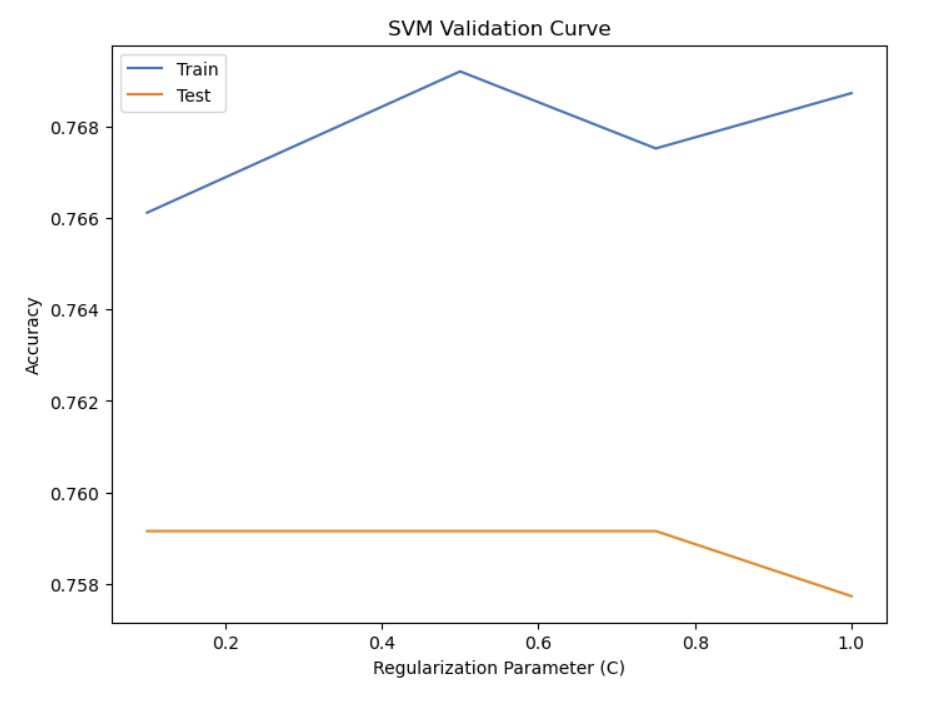 SVM Validation Curve
Train
Test
0.768
0.766
0.764
0.762
0.760
0.758
Accuracy
0.2 0.4 0.6 0.8 1.0
Regularization Parameter (C)